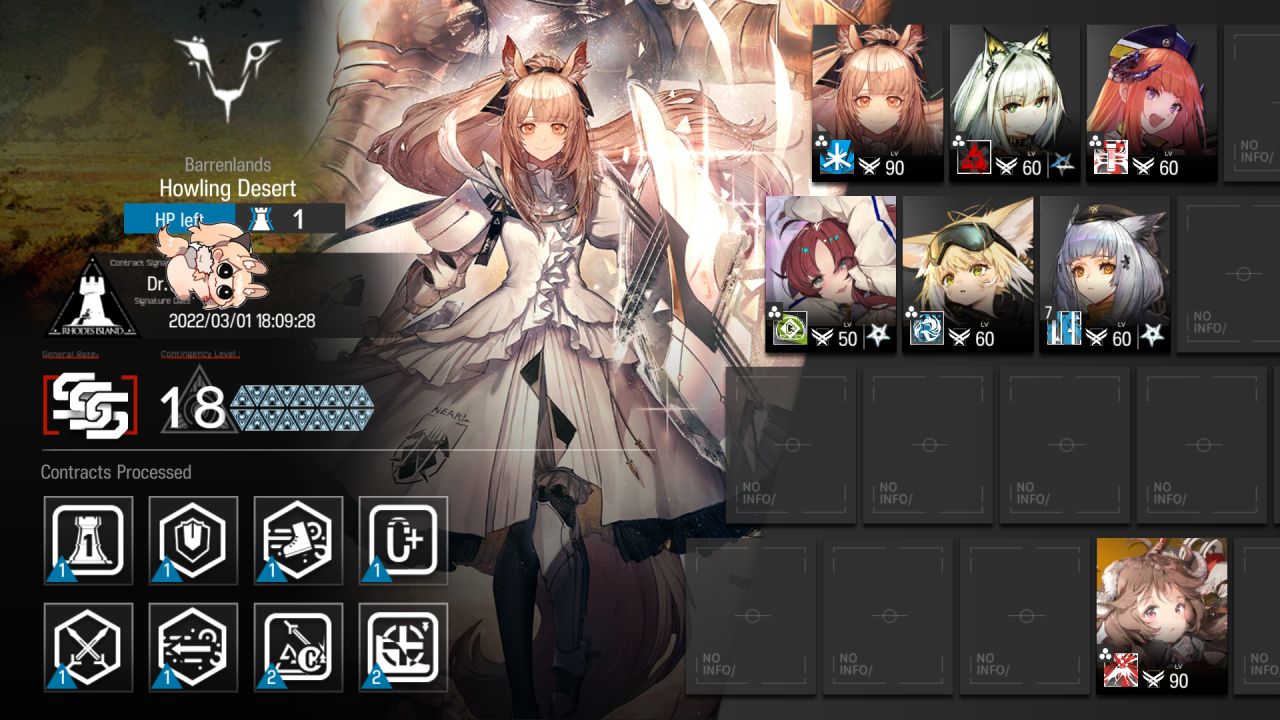 Barrenlands
Howling Desert
HP left 1
Contract Signa
Dr.
Signature Date
2022/03/01 18:09:28
RHODES ISLAND
General Rate:
Contingency Level :
18
Contracts Processed
1
1
1
1
1
1
1
C
2
2
NEARL
LV
90
LV
60
LV
60
NO
INFO/
LV
50
LV
60
7
LV
60
NO
INFO/
NO
INFO/
NO
INFO/
NO
INFO/
NO
INFO/
NO
INFO/
NO
INFO/
NO
INFO/
LV
90
NO
INFO/